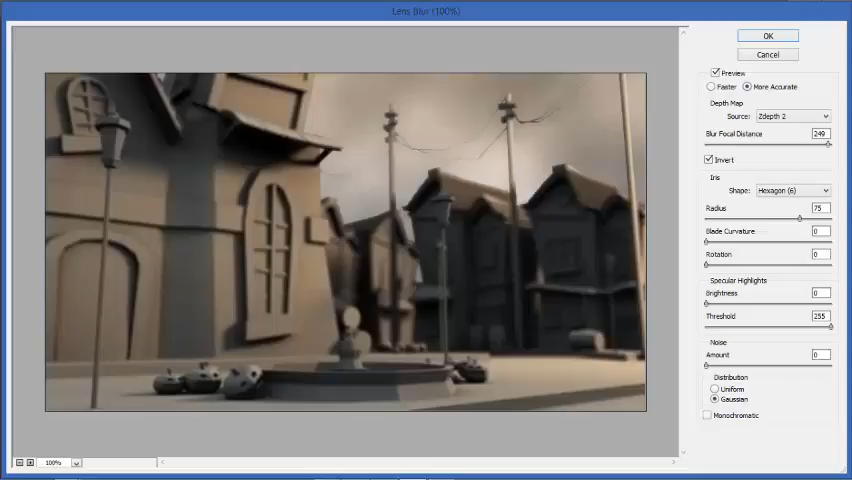 Lens Blur (100%)
OK
Cancel
Preview
Faster
More Accurate
Depth Map
Source: Zdepth 2
Blur Focal Distance 249
Invert
Iris
Shape: Hexagon (6)
Radius 75
Blade Curvature 0
Rotation 0
Specular Highlights
Brightness 0
Threshold 255
Noise
Amount 0
Distribution
Uniform
Gaussian
Monochromatic
100%